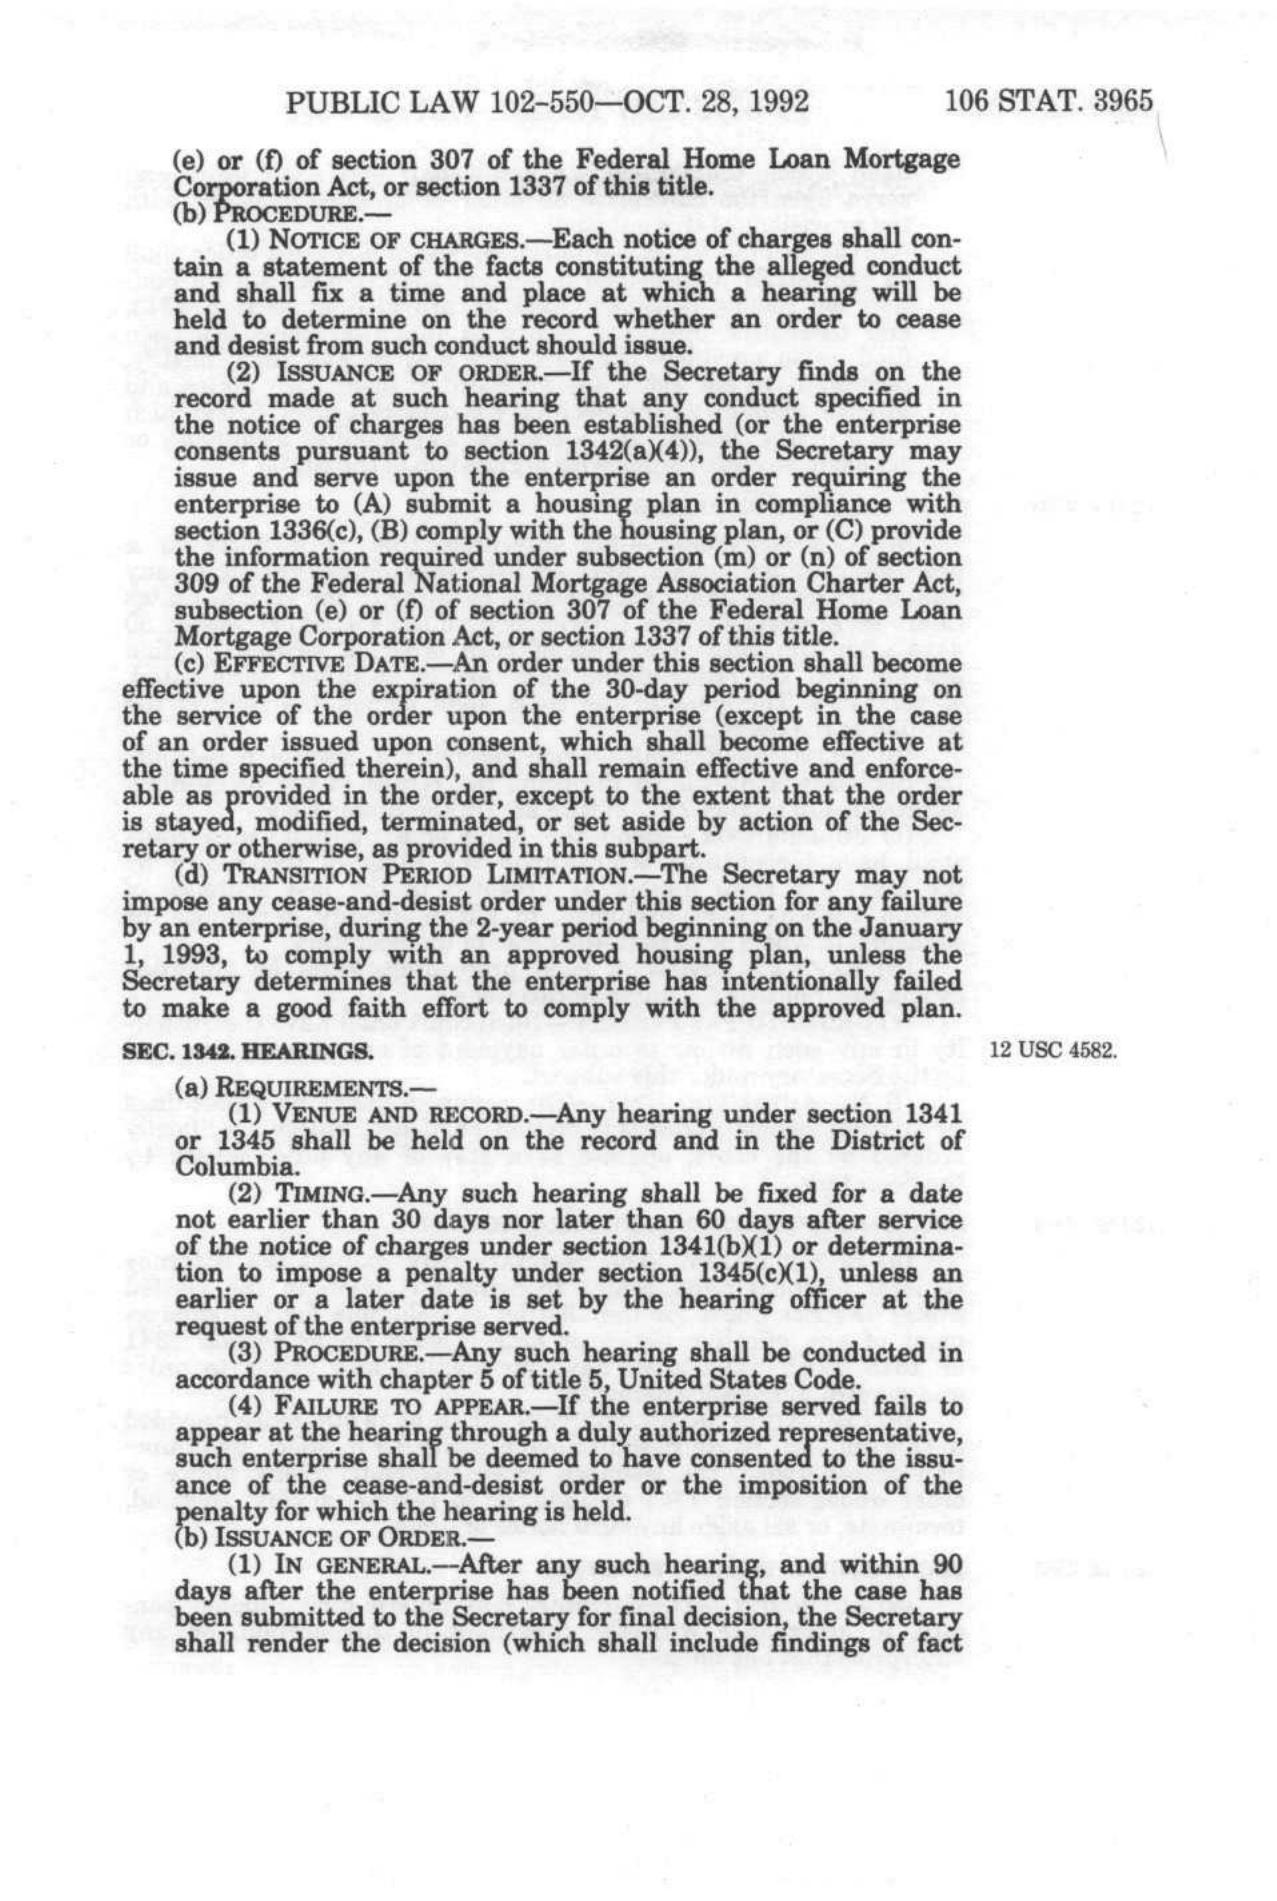 PUBLIC LAW 102-550—OCT. 28, 1992 106 STAT. 3965
(e) or (f) of section 307 of the Federal Home Loan Mortgage
Corporation Act, or section 1337 of this title.
(b) PROCEDURE.—
(1) NOTICE OF CHARGES.—Each notice of charges shall con-
tain a statement of the facts constituting the alleged conduct
and shall fix a time and place at which a hearing will be
held to determine on the record whether an order to cease
and desist from such conduct should issue.
(2) ISSUANCE OF ORDER.—If the Secretary finds on the
record made at such hearing that any conduct specified in
the notice of charges has been established (or the enterprise
consents pursuant to section 1342(a)(4)), the Secretary may
issue and serve upon the enterprise an order requiring the
enterprise to (A) submit a housing plan in compliance with
section 1336(c), (B) comply with the housing plan, or (C) provide
the information required under subsection (m) or (n) of section
309 of the Federal National Mortgage Association Charter Act,
subsection (e) or (f) of section 307 of the Federal Home Loan
Mortgage Corporation Act, or section 1337 of this title.
(c) EFFECTIVE DATE.—An order under this section shall become
effective upon the expiration of the 30-day period beginning on
the service of the order upon the enterprise (except in the case
of an order issued upon consent, which shall become effective at
the time specified therein), and shall remain effective and enforce-
able as provided in the order, except to the extent that the order
is stayed, modified, terminated, or set aside by action of the Sec-
retary or otherwise, as provided in this subpart.
(d) TRANSITION PERIOD LIMITATION.—The Secretary may not
impose any cease-and-desist order under this section for any failure
by an enterprise, during the 2-year period beginning on the January
1, 1993, to comply with an approved housing plan, unless the
Secretary determines that the enterprise has intentionally failed
to make a good faith effort to comply with the approved plan.
SEC. 1342. HEARINGS. 12 USC 4582.
(a) REQUIREMENTS.—
(1) VENUE AND RECORD.—Any hearing under section 1341
or 1345 shall be held on the record and in the District of
Columbia.
(2) TIMING.—Any such hearing shall be fixed for a date
not earlier than 30 days nor later than 60 days after service
of the notice of charges under section 1341(b)(1) or determina-
tion to impose a penalty under section 1345(c)(1), unless an
earlier or a later date is set by the hearing officer at the
request of the enterprise served.
(3) PROCEDURE.—Any such hearing shall be conducted in
accordance with chapter 5 of title 5, United States Code.
(4) FAILURE TO APPEAR.—If the enterprise served fails to
appear at the hearing through a duly authorized representative,
such enterprise shall be deemed to have consented to the issu-
ance of the cease-and-desist order or the imposition of the
penalty for which the hearing is held.
(b) ISSUANCE OF ORDER.—
(1) IN GENERAL.—After any such hearing, and within 90
days after the enterprise has been notified that the case has
been submitted to the Secretary for final decision, the Secretary
shall render the decision (which shall include findings of fact